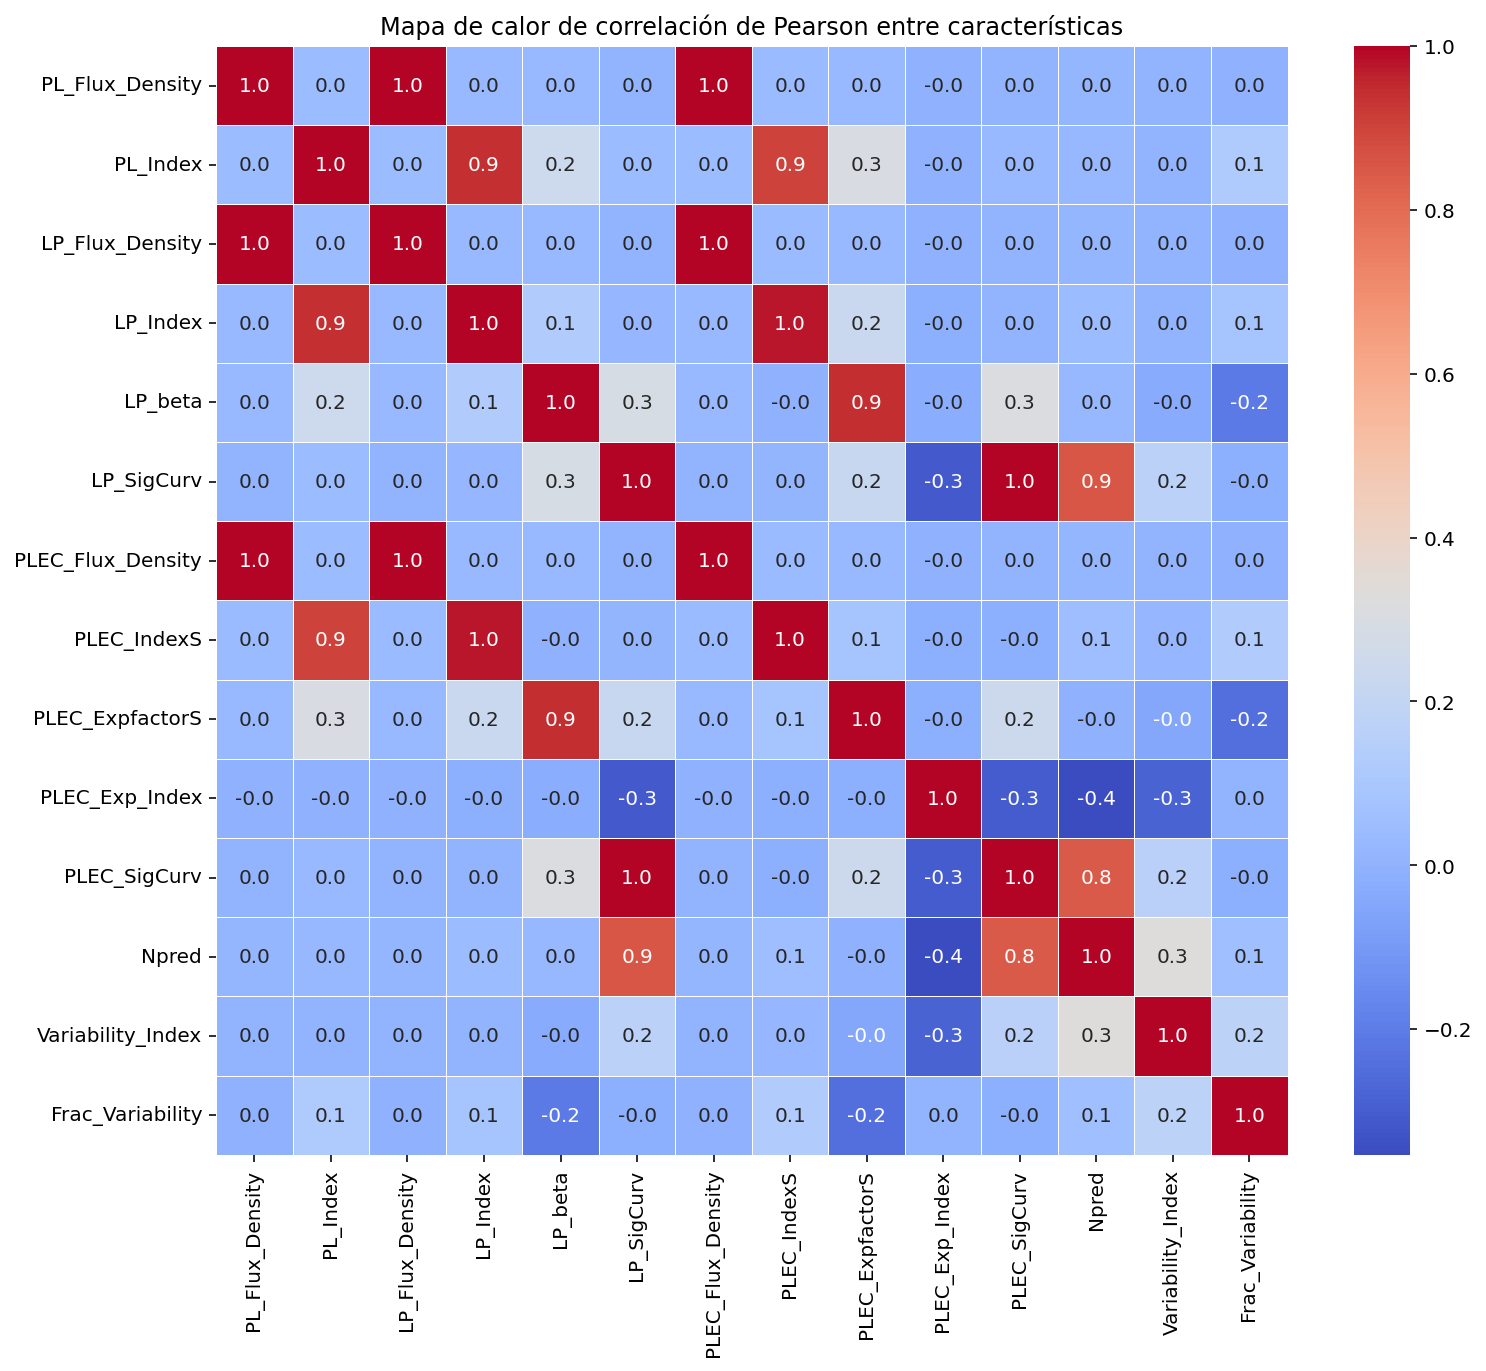 Mapa de calor de correlación de Pearson entre características
PL_Flux_Density 1.0 0.0 1.0 0.0 0.0 0.0 1.0 0.0 0.0 -0.0 0.0 0.0 0.0 0.0
PL_Index 0.0 1.0 0.0 0.9 0.2 0.0 0.0 0.9 0.3 -0.0 0.0 0.0 0.0 0.1
LP_Flux_Density 1.0 0.0 1.0 0.0 0.0 0.0 1.0 0.0 0.0 -0.0 0.0 0.0 0.0 0.0
LP_Index 0.0 0.9 0.0 1.0 0.1 0.0 0.0 1.0 0.2 -0.0 0.0 0.0 0.0 0.1
LP_beta 0.0 0.2 0.0 0.1 1.0 0.3 0.0 -0.0 0.9 -0.0 0.3 0.0 -0.0 -0.2
LP_SigCurv 0.0 0.0 0.0 0.0 0.3 1.0 0.0 0.0 0.2 -0.3 1.0 0.9 0.2 -0.0
PLEC_Flux_Density 1.0 0.0 1.0 0.0 0.0 0.0 1.0 0.0 0.0 -0.0 0.0 0.0 0.0 0.0
PLEC_IndexS 0.0 0.9 0.0 1.0 -0.0 0.0 0.0 1.0 0.1 -0.0 -0.0 0.1 0.0 0.1
PLEC_ExpfactorS 0.0 0.3 0.0 0.2 0.9 0.2 0.0 0.1 1.0 -0.0 0.2 -0.0 -0.0 -0.2
PLEC_Exp_Index -0.0 -0.0 -0.0 -0.0 -0.0 -0.3 -0.0 -0.0 -0.0 1.0 -0.3 -0.4 -0.3 0.0
PLEC_SigCurv 0.0 0.0 0.0 0.0 0.3 1.0 0.0 -0.0 0.2 -0.3 1.0 0.8 0.2 -0.0
Npred 0.0 0.0 0.0 0.0 0.0 0.9 0.0 0.1 -0.0 -0.4 0.8 1.0 0.3 0.1
Variability_Index 0.0 0.0 0.0 0.0 -0.0 0.2 0.0 0.0 -0.0 -0.3 0.2 0.3 1.0 0.2
Frac_Variability 0.0 0.1 0.0 0.1 -0.2 -0.0 0.0 0.1 -0.2 0.0 -0.0 0.1 0.2 1.0
PL_Flux_Density
PL_Index
LP_Flux_Density
LP_Index
LP_beta
LP_SigCurv
PLEC_Flux_Density
PLEC_IndexS
PLEC_ExpfactorS
PLEC_Exp_Index
PLEC_SigCurv
Npred
Variability_Index
Frac_Variability
1.0
0.8
0.6
0.4
0.2
0.0
−0.2